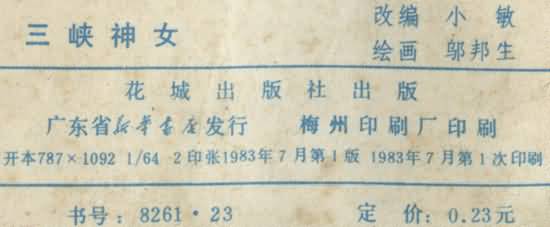 三峡神女
改编 小敏
绘画 邬邦生
花城出版社出版
广东省新华书店发行 梅州印刷厂印刷
开本787×1092 1/64 2印张1983年7月第1版 1983年7月第1次印刷
书号：8261·23 定价：0.23元